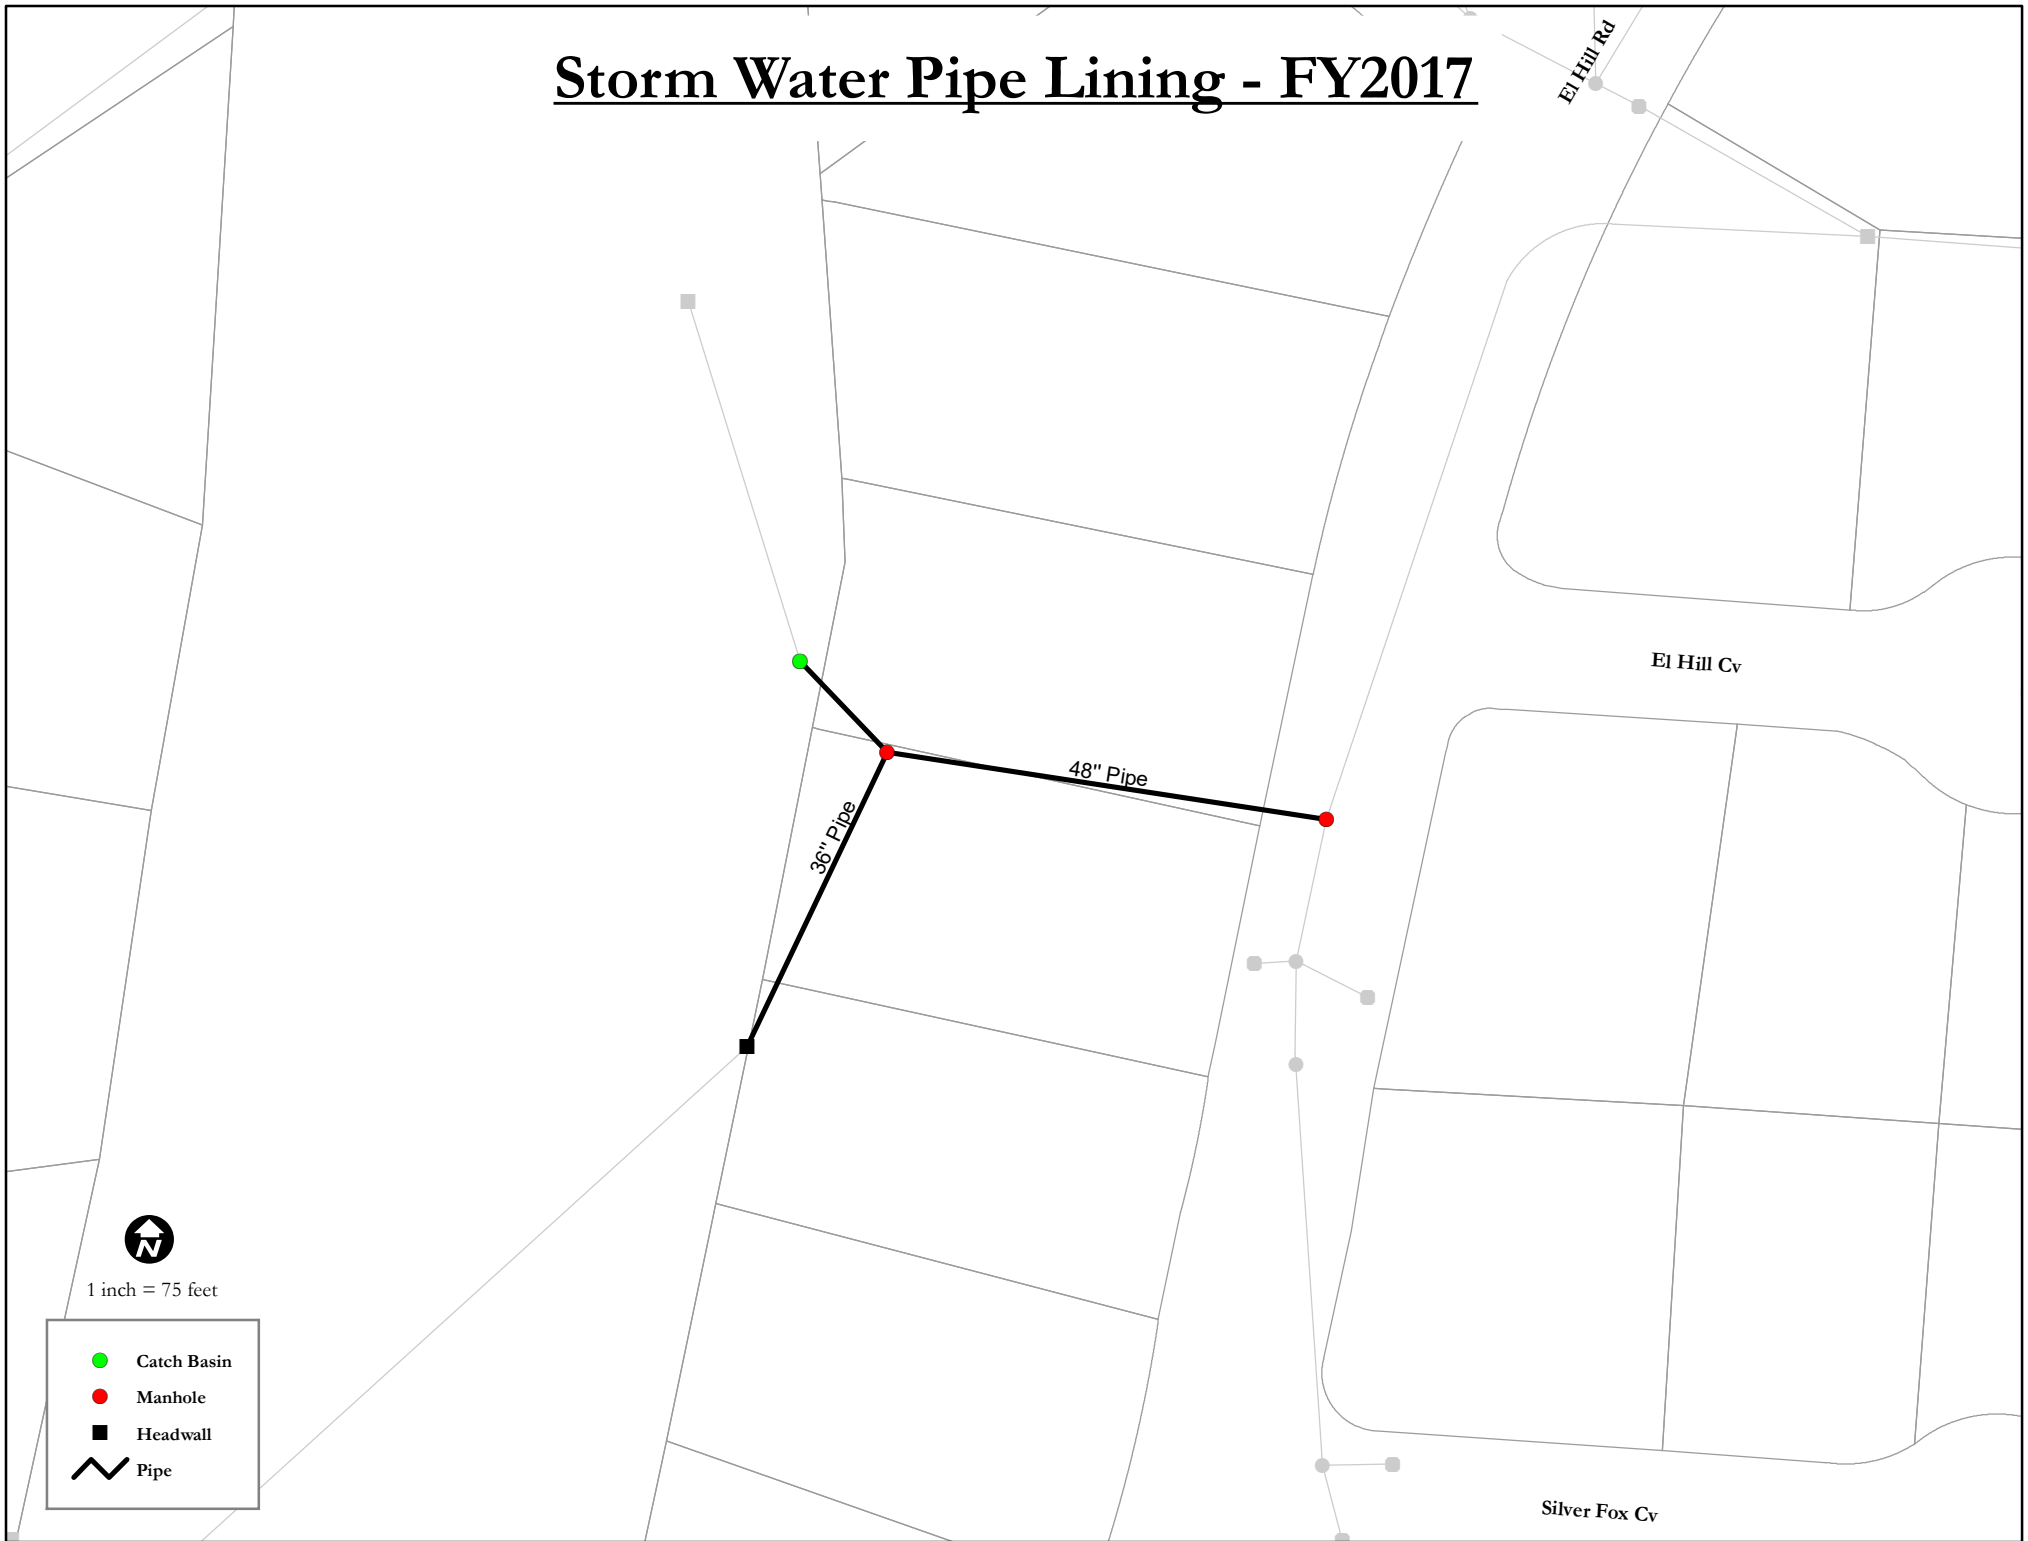 Storm Water Pipe Lining - FY2017
El Hill Rd
El Hill Cv
48" Pipe
36" Pipe
N
1 inch = 75 feet
Catch Basin
Manhole
Headwall
Pipe
Silver Fox Cv